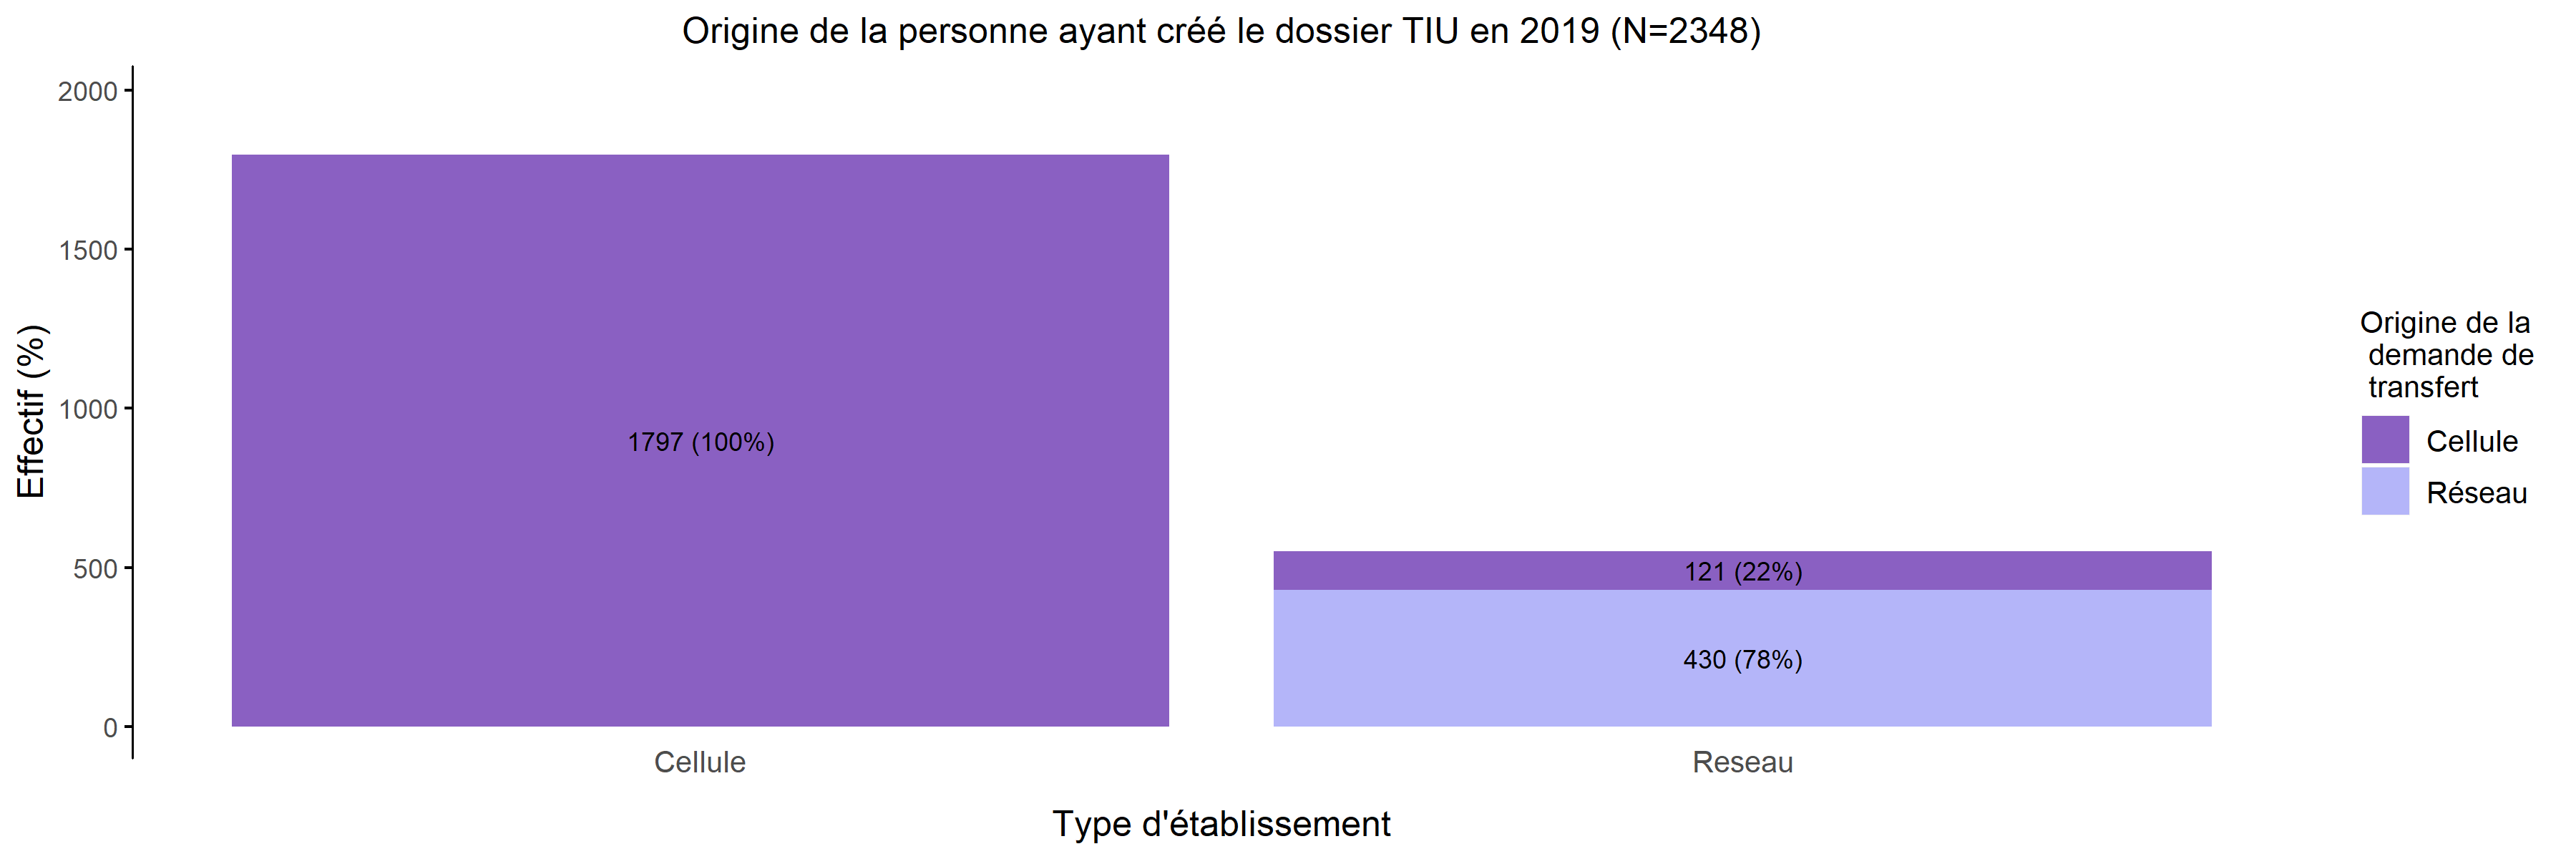 Origine de la personne ayant créé le dossier TIU en 2019 (N=2348)
Effectif (%)
2000
1500
1000
500
0
1797 (100%)
121 (22%)
430 (78%)
Cellule
Reseau
Type d'établissement
Origine de la
demande de
transfert
Cellule
Réseau